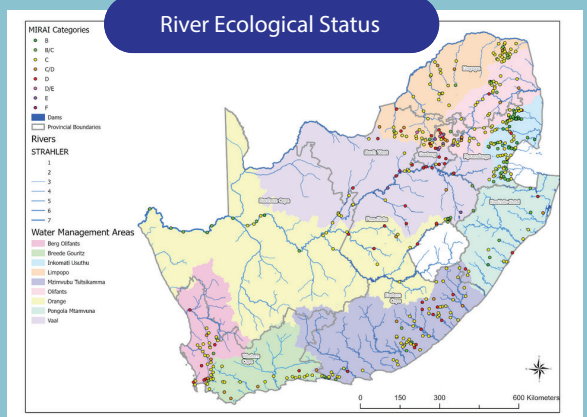 River Ecological Status
MIRAI Categories
B
B/C
C
C/D
D
D/E
E
F
Dams
Provincial Boundaries
Rivers
STRAHLER
1
2
3
4
5
6
7
Water Management Areas
Berg Olifants
Breede Gouritz
Inkomati Usuthu
Limpopo
Mzimvubu Tsitsikamma
Olifants
Orange
Pongola Mtamvuna
Vaal
Limpopo
0 150 300 600 Kilometers